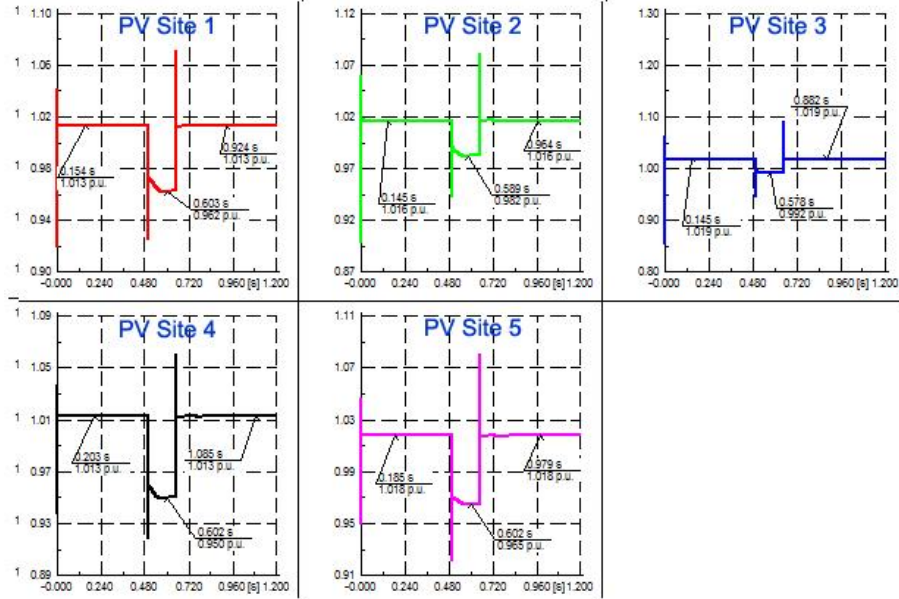 PV Site 1
1.10
1.06
1.02
0.98
0.94
0.90
0.154 s
1.013 p.u.
0.924 s
1.013 p.u.
0.603 s
0.962 p.u.
-0.000 0.240 0.480 0.720 0.960 [s] 1.200
PV Site 2
1.12
1.07
1.02
0.97
0.92
0.87
0.145 s
1.016 p.u.
0.964 s
1.016 p.u.
0.589 s
0.982 p.u.
-0.000 0.240 0.480 0.720 0.960 [s] 1.200
PV Site 3
1.30
1.20
1.10
1.00
0.90
0.80
0.882 s
1.019 p.u.
0.145 s
1.019 p.u.
0.578 s
0.992 p.u.
-0.000 0.240 0.480 0.720 0.960 [s] 1.200
PV Site 4
1.09
1.05
1.01
0.97
0.93
0.89
0.203 s
1.013 p.u.
1.085 s
1.013 p.u.
0.602 s
0.950 p.u.
-0.000 0.240 0.480 0.720 0.960 [s] 1.200
PV Site 5
1.11
1.07
1.03
0.99
0.95
0.91
0.185 s
1.018 p.u.
0.979 s
1.018 p.u.
0.602 s
0.965 p.u.
-0.000 0.240 0.480 0.720 0.960 [s] 1.200